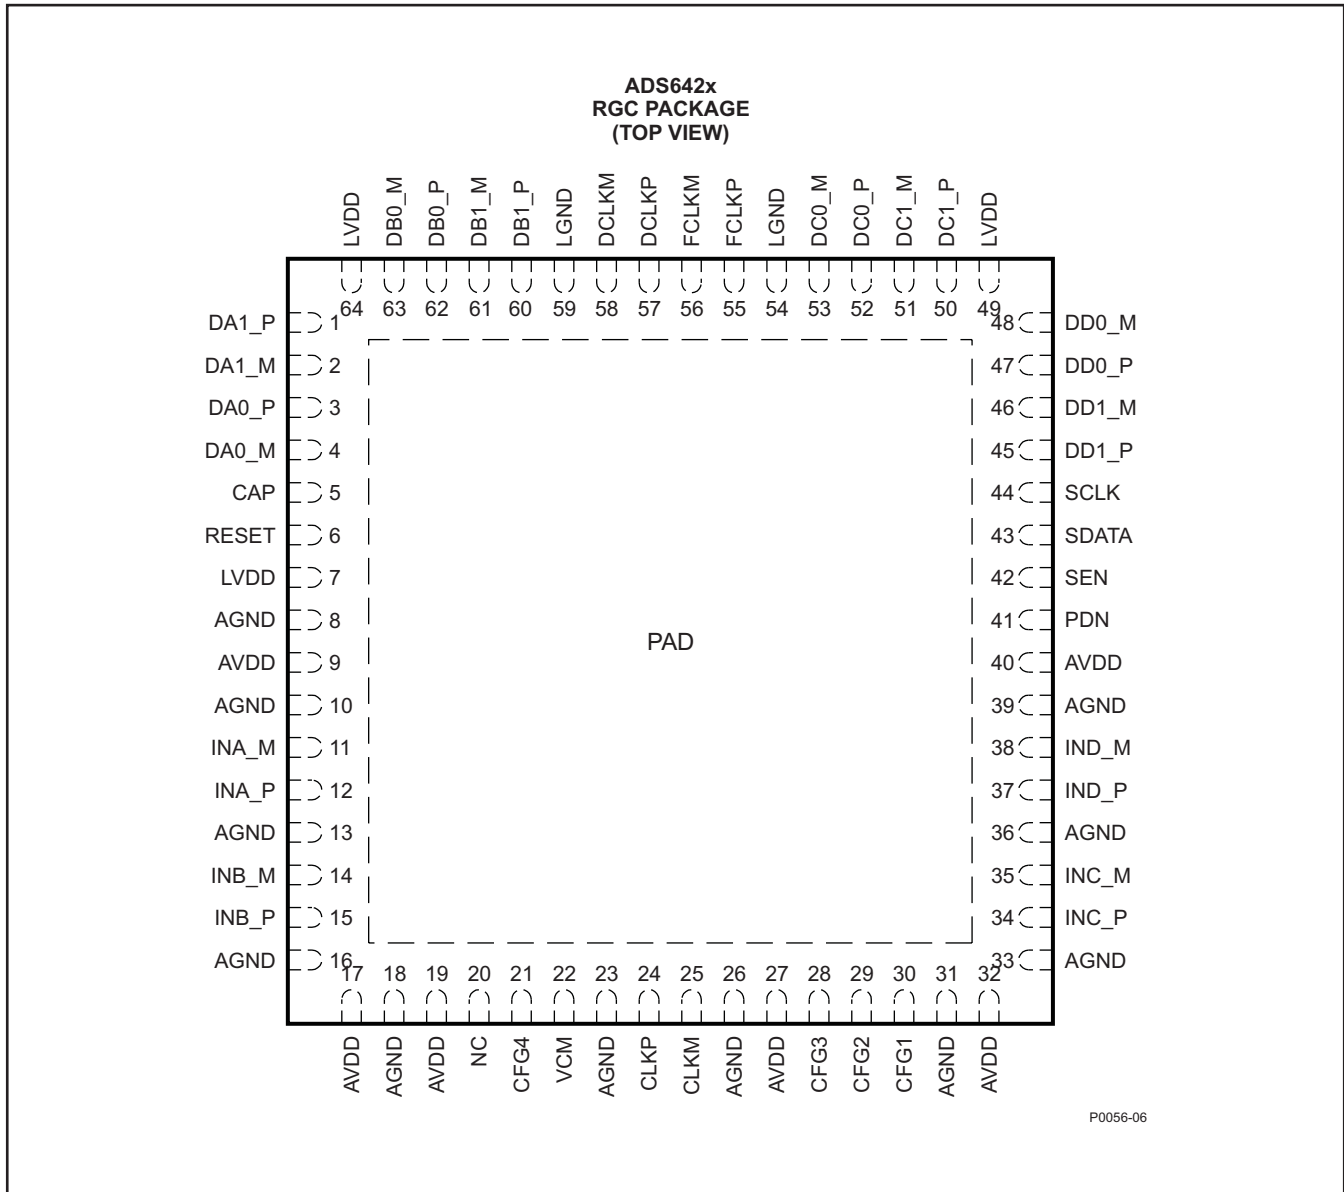 ADS642x
RGC PACKAGE
(TOP VIEW)
LVDD
DB0_M
DB0_P
DB1_M
DB1_P
LGND
DCLKM
DCLKP
FCLKM
FCLKP
LGND
DC0_M
DC0_P
DC1_M
DC1_P
LVDD
64 63 62 61 60 59 58 57 56 55 54 53 52 51 50 49
DA1_P 1 48 DD0_M
DA1_M 2 47 DD0_P
DA0_P 3 46 DD1_M
DA0_M 4 45 DD1_P
CAP 5 44 SCLK
RESET 6 43 SDATA
LVDD 7 42 SEN
AGND 8 41 PDN
PAD
AVDD 9 40 AVDD
AGND 10 39 AGND
INA_M 11 38 IND_M
INA_P 12 37 IND_P
AGND 13 36 AGND
INB_M 14 35 INC_M
INB_P 15 34 INC_P
AGND 16 33 AGND
17 18 19 20 21 22 23 24 25 26 27 28 29 30 31 32
AVDD
AGND
AVDD
NC
CFG4
VCM
AGND
CLKP
CLKM
AGND
AVDD
CFG3
CFG2
CFG1
AGND
AVDD
P0056-06